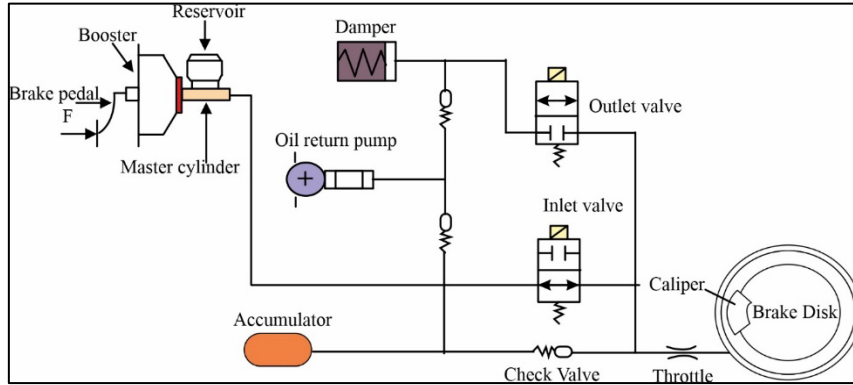 Reservoir
Booster
Damper
Brake pedal
F
Outlet valve
Oil return pump
Master cylinder
Inlet valve
Caliper
Brake Disk
Accumulator
Check Valve
Throttle